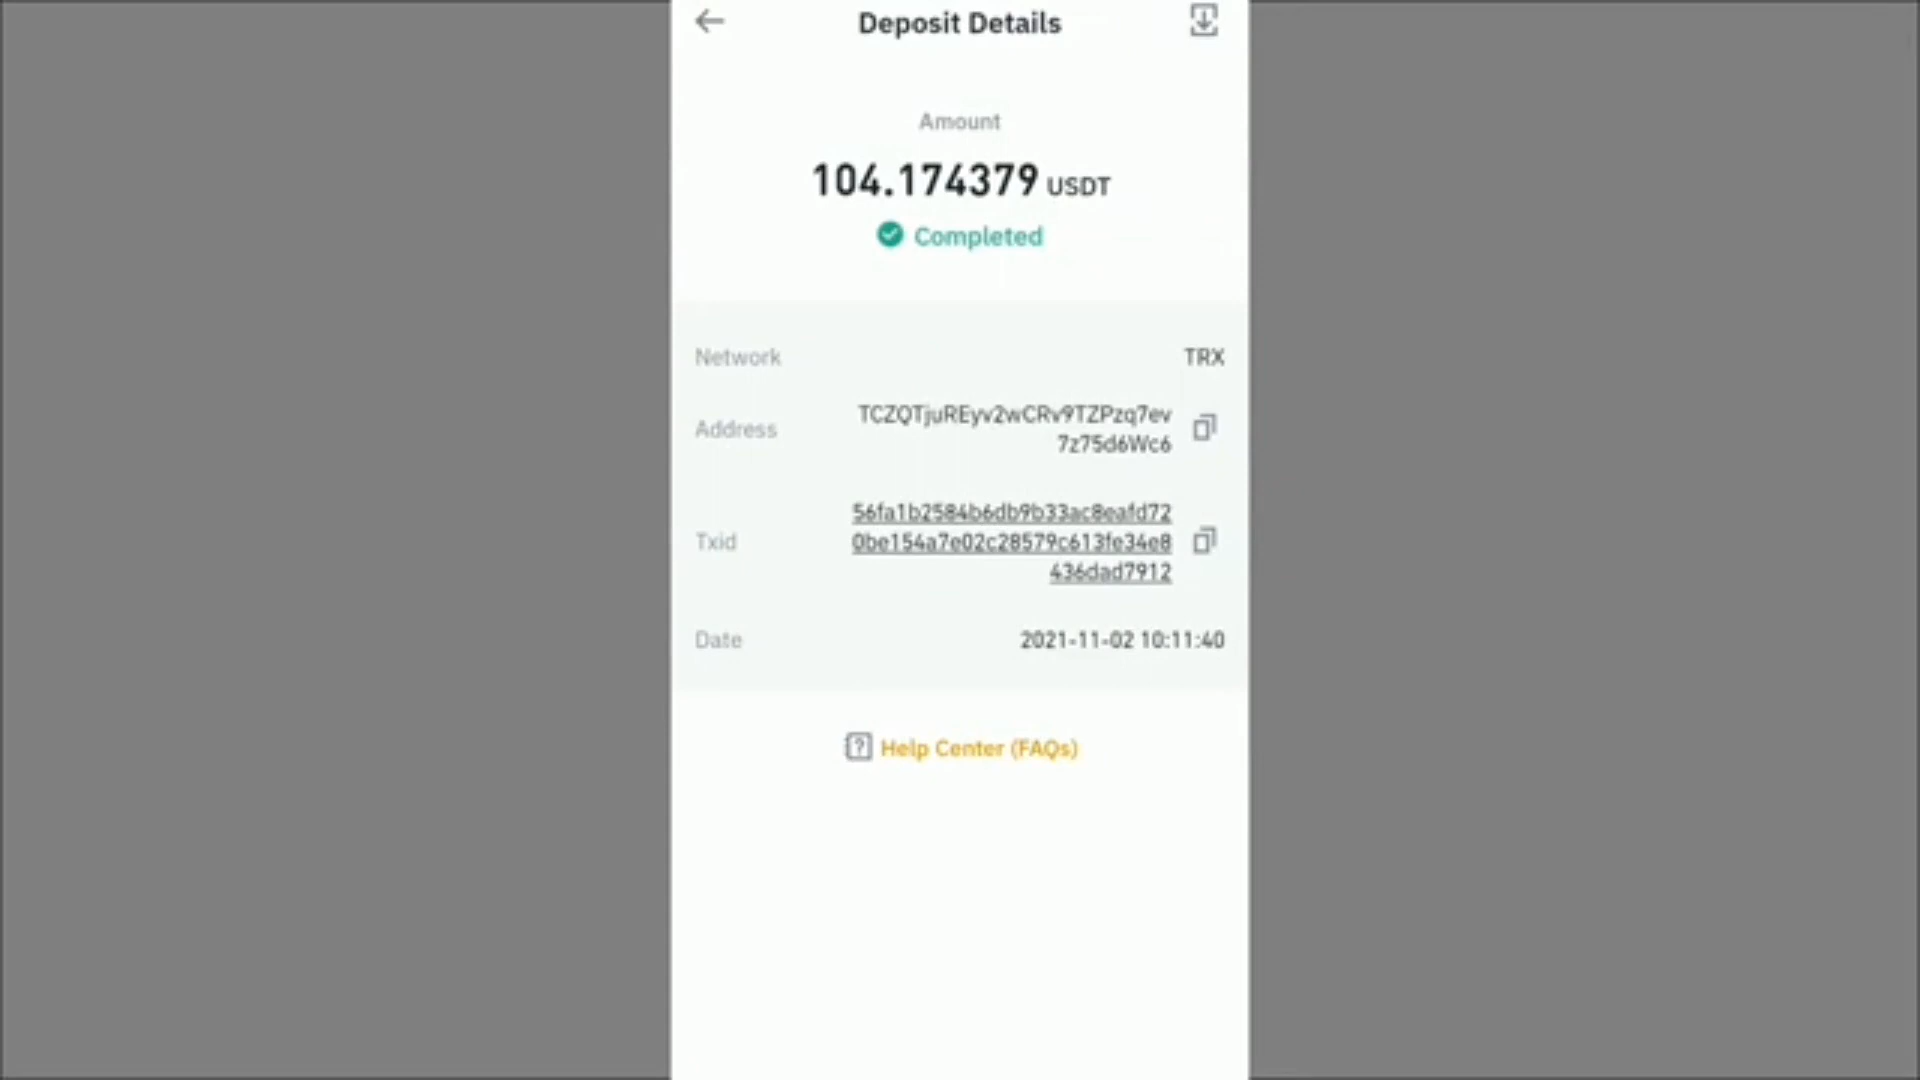 Deposit Details
Amount
104.174379 USDT
Completed
Network TRX
Address TCZQTjuREyv2wCRv9TZPzq7ev
7z75d6Wc6
Txid 56fa1b2584b6db9b33ac8eafd72
0be154a7e02c28579c613fe34e8
436dad7912
Date 2021-11-02 10:11:40
Help Center (FAQs)